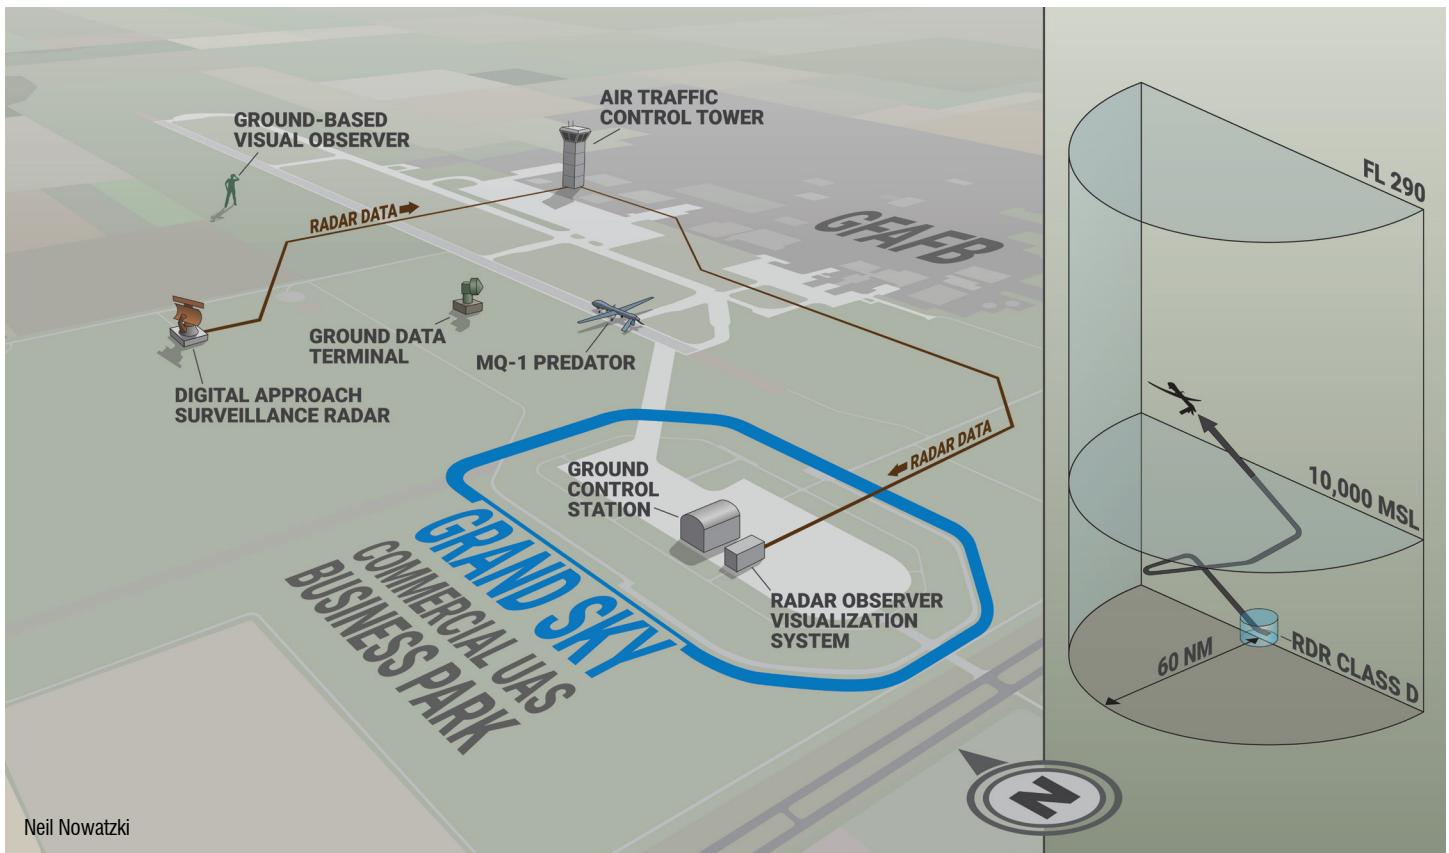 GROUND-BASED
VISUAL OBSERVER
AIR TRAFFIC
CONTROL TOWER
RADAR DATA
GFAFB
GROUND DATA
TERMINAL
MQ-1 PREDATOR
DIGITAL APPROACH
SURVEILLANCE RADAR
RADAR DATA
GROUND
CONTROL
STATION
GRAND SKY
COMMERCIAL UAS
BUSINESS PARK
RADAR OBSERVER
VISUALIZATION
SYSTEM
N
Neil Nowatzki
FL 290
10,000 MSL
60 NM
RDR CLASS D